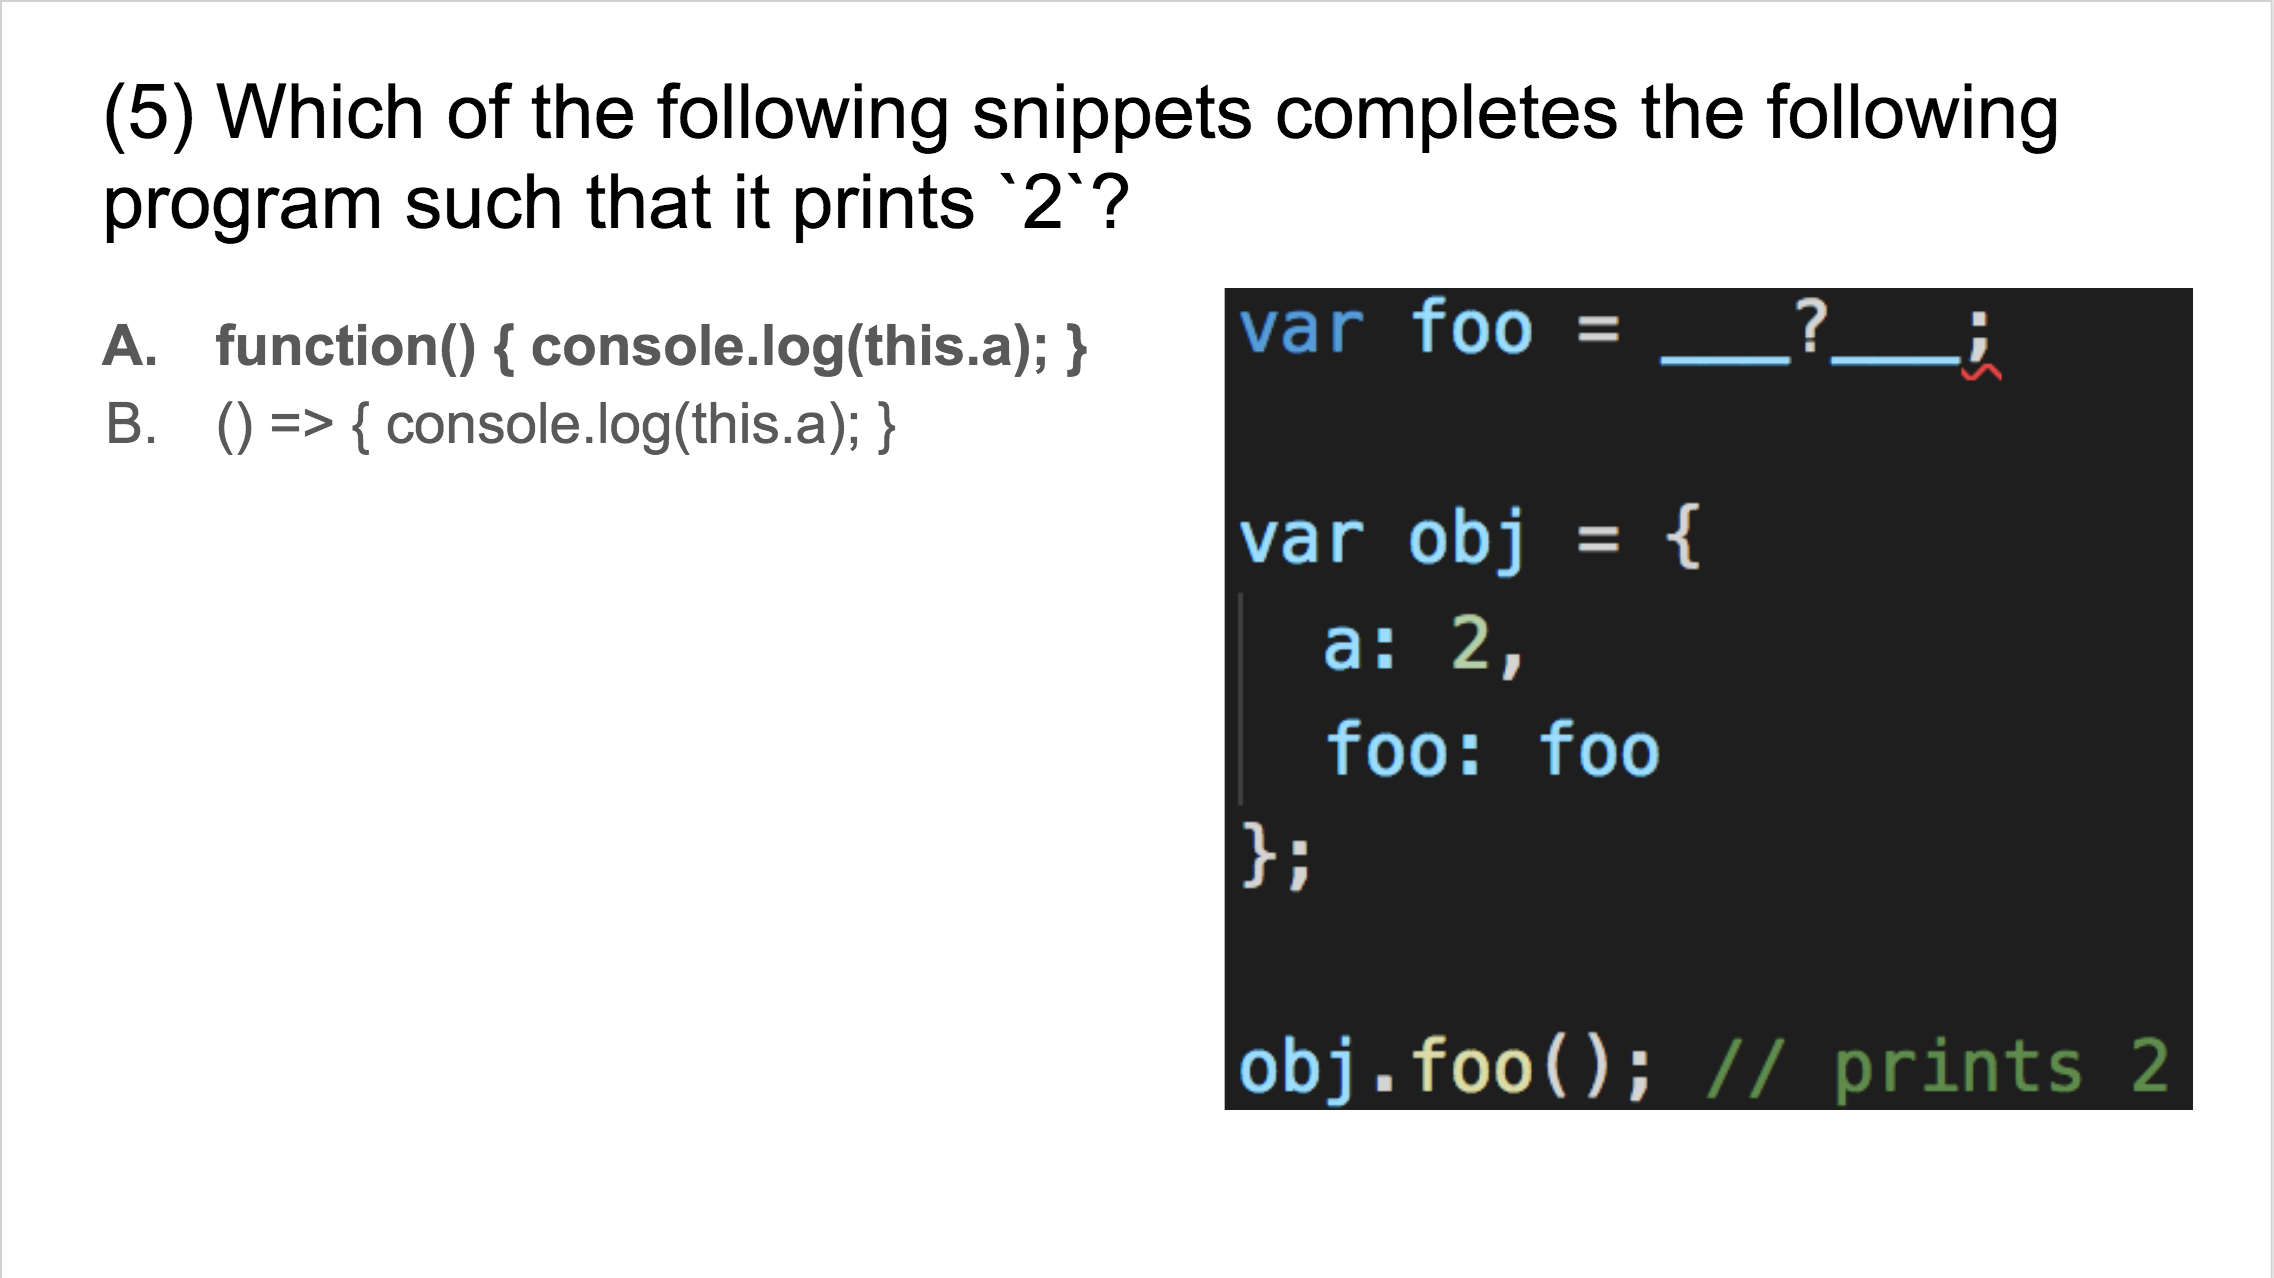 (5) Which of the following snippets completes the following
program such that it prints `2`?
A. function() { console.log(this.a); }
B. () => { console.log(this.a); }
var foo = ___?___;
var obj = {
a: 2,
foo: foo
};
obj.foo(); // prints 2